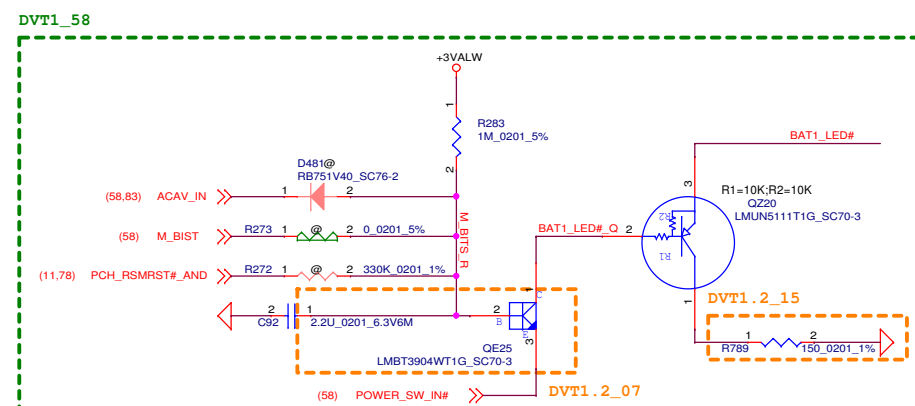 DVT1_58
+3VALW
1
R283
1M_0201_5%
2
BAT1_LED#
D481@
RB751V40_SC76-2
(58,83) ACAV_IN
1 2
3
R1=10K;R2=10K
QZ20
LMUN5111T1G_SC70-3
R2
R1
M_BITS_R
(58) M_BIST
R273 1 @ 2 0_0201_5%
BAT1_LED#_Q 2
(11,78) PCH_RSMRST#_AND
R272 1 @ 2 330K_0201_1%
1
DVT1.2_15
2 1
C92 2.2U_0201_6.3V6M
1
C
2
B
E
3
QE25
LMBT3904WT1G_SC70-3
R789 1 2 150_0201_1%
(58) POWER_SW_IN#
DVT1.2_07